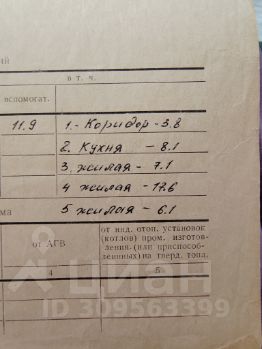 ий
в т. ч.
вспомогат.
11.9
1.- Коридор - 3.8
2. Кухня - 8.1
3. жилая - 7.1
4 жилая - 17.6
5 жилая - 6.1
ма
от АГВ
от инд. отоп. установок
(котлов) пром. изготов-
ления (или приспособ-
ленных) на тверд. топл.
4
5
циан
ID 309563399